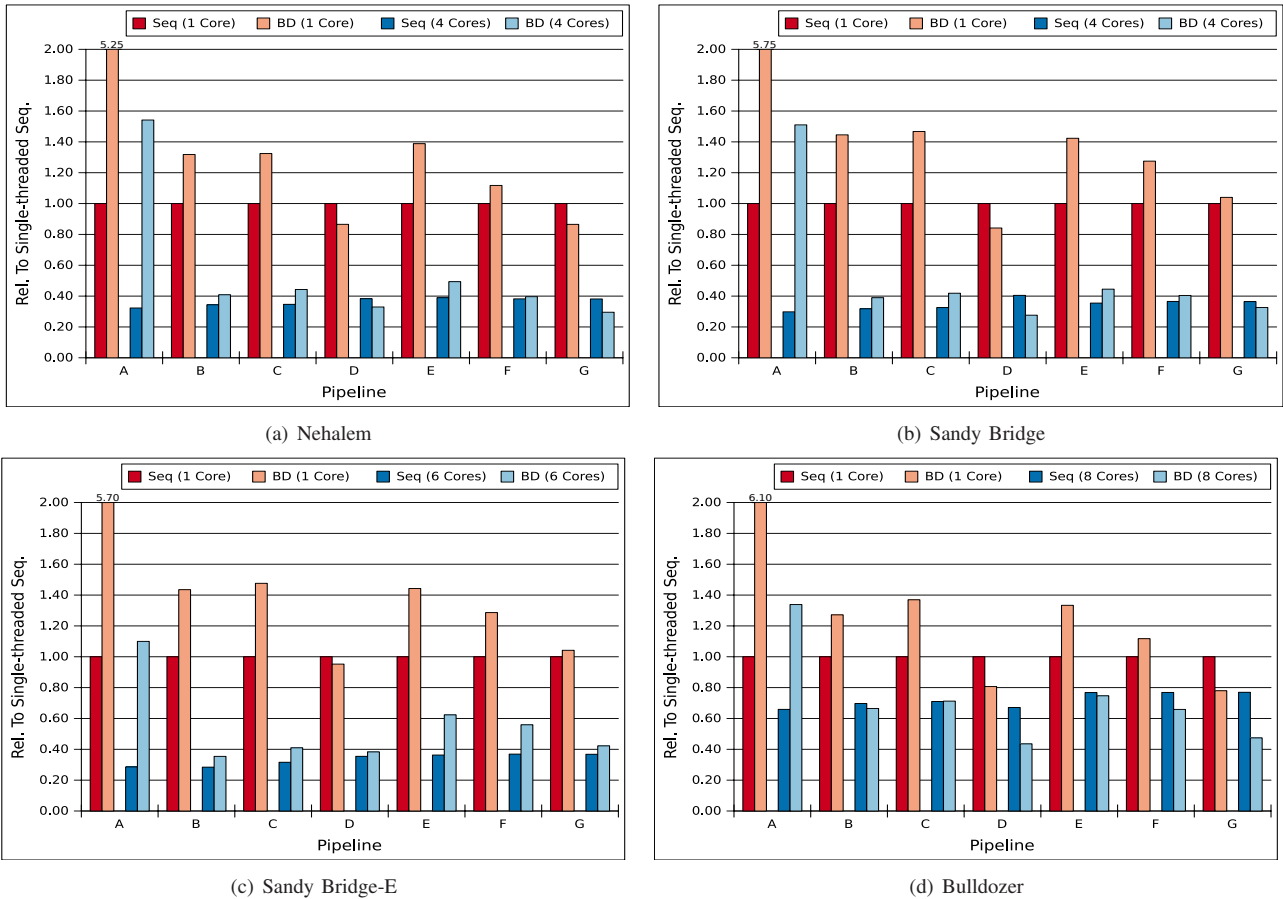 Seq (1 Core) BD (1 Core) Seq (4 Cores) BD (4 Cores)
5.25
2.00
1.80
1.60
1.40
1.20
1.00
0.80
0.60
0.40
0.20
0.00
Rel. To Single-threaded Seq.
A B C D E F G
Pipeline
(a) Nehalem
Seq (1 Core) BD (1 Core) Seq (4 Cores) BD (4 Cores)
5.75
2.00
1.80
1.60
1.40
1.20
1.00
0.80
0.60
0.40
0.20
0.00
Rel. To Single-threaded Seq.
A B C D E F G
Pipeline
(b) Sandy Bridge
Seq (1 Core) BD (1 Core) Seq (6 Cores) BD (6 Cores)
5.70
2.00
1.80
1.60
1.40
1.20
1.00
0.80
0.60
0.40
0.20
0.00
Rel. To Single-threaded Seq.
A B C D E F G
Pipeline
(c) Sandy Bridge-E
Seq (1 Core) BD (1 Core) Seq (8 Cores) BD (8 Cores)
6.10
2.00
1.80
1.60
1.40
1.20
1.00
0.80
0.60
0.40
0.20
0.00
Rel. To Single-threaded Seq.
A B C D E F G
Pipeline
(d) Bulldozer